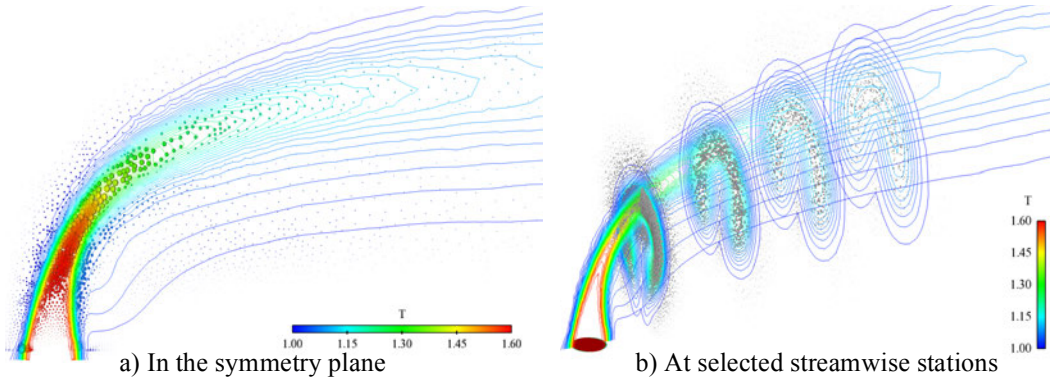 T
1.00 1.15 1.30 1.45 1.60
a) In the symmetry plane
T
1.60
1.45
1.30
1.15
1.00
b) At selected streamwise stations